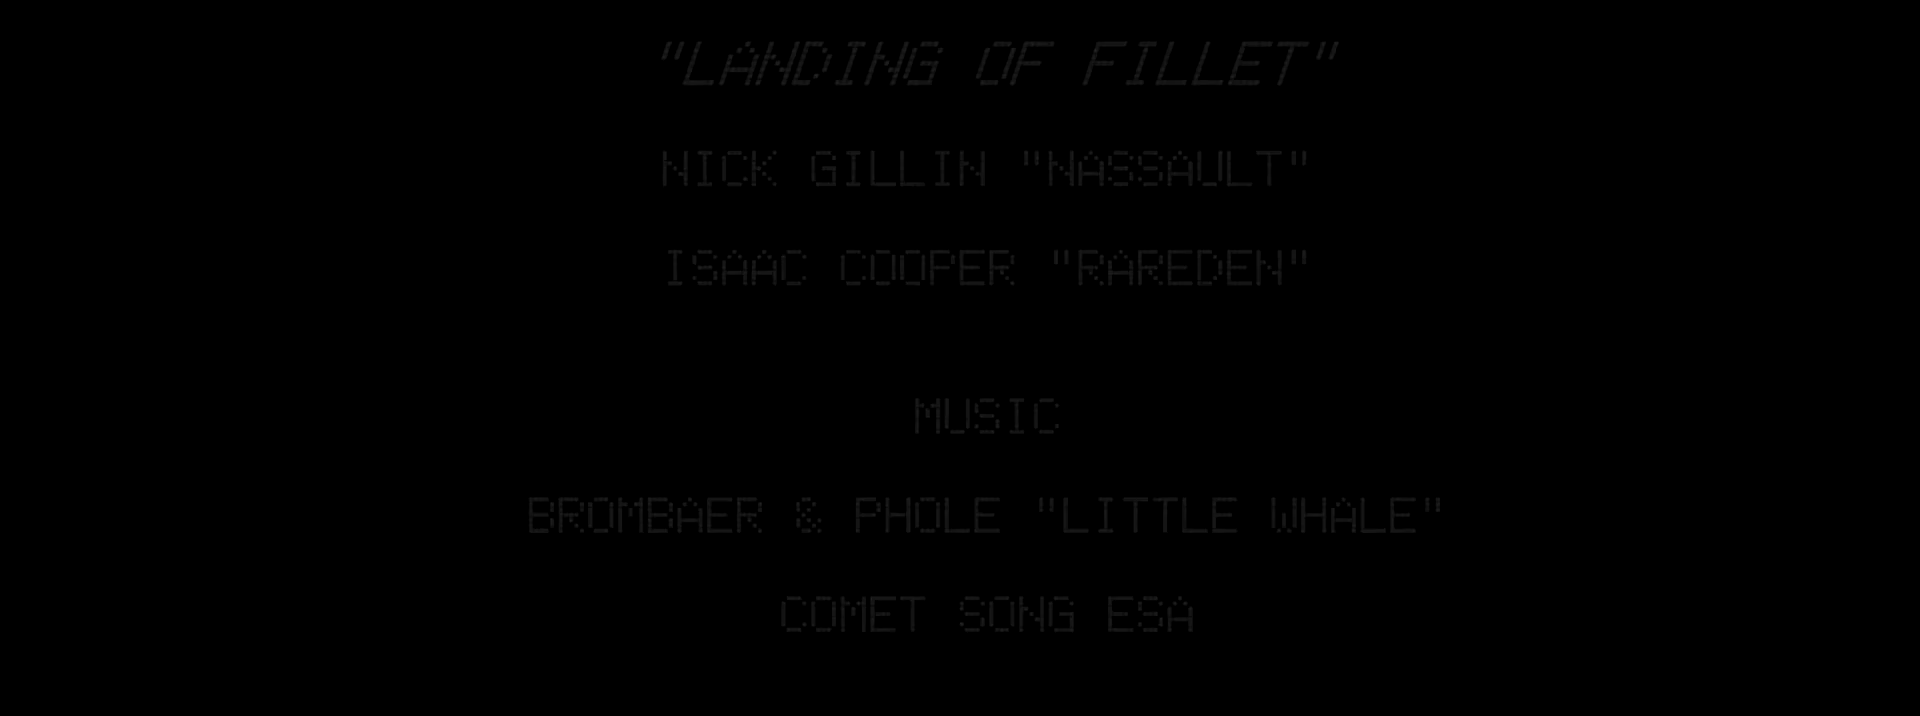 "LANDING OF FILLET"
NICK GILLIN "NASSAULT"
ISAAC COOPER "RAREDEN"
MUSIC
BROMBAER & PHOLE "LITTLE WHALE"
COMET SONG ESA